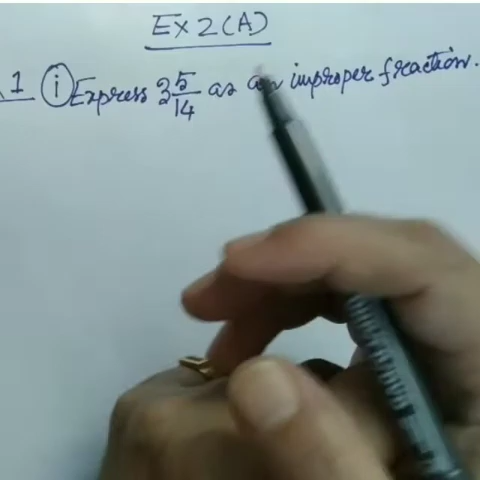 Ex 2(A)
1 (i) Express 3 5/14 as an improper fraction.